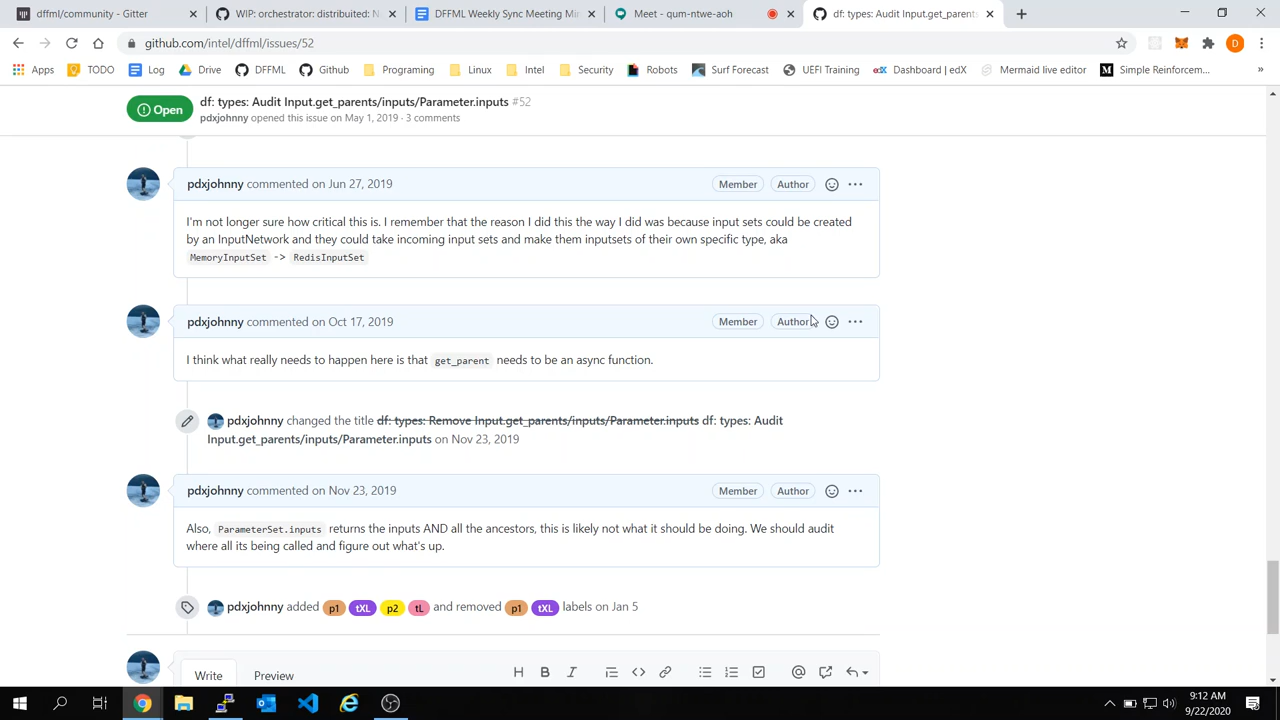 dffml/community - Gitter
WIP: orchestrator: distribuited: N
DFFML Weekly Sync Meeting Min
Meet - qum-ntwe-aoh
df: types: Audit Input.get_parents
github.com/intel/dffml/issues/52
Apps
TODO
Log
Drive
DFFML
Github
Programing
Linux
Intel
Security
Robots
Surf Forecast
UEFI Training
Dashboard | edX
Mermaid live editor
Simple Reinforcem...
»
Open
df: types: Audit Input.get_parents/inputs/Parameter.inputs #52
pdxjohnny opened this issue on May 1, 2019 · 3 comments
pdxjohnny commented on Jun 27, 2019
Member
Author
I'm not longer sure how critical this is. I remember that the reason I did this the way I did was because input sets could be created
by an InputNetwork and they could take incoming input sets and make them inputsets of their own specific type, aka
MemoryInputSet -> RedisInputSet
pdxjohnny commented on Oct 17, 2019
Member
Author
I think what really needs to happen here is that get_parent needs to be an async function.
pdxjohnny changed the title df: types: Remove Input.get_parents/inputs/Parameter.inputs df: types: Audit
Input.get_parents/inputs/Parameter.inputs on Nov 23, 2019
pdxjohnny commented on Nov 23, 2019
Member
Author
Also, ParameterSet.inputs returns the inputs AND all the ancestors, this is likely not what it should be doing. We should audit
where all its being called and figure out what's up.
pdxjohnny added p1 tXL p2 tL and removed p1 tXL labels on Jan 5
Write
Preview
9:12 AM
9/22/2020